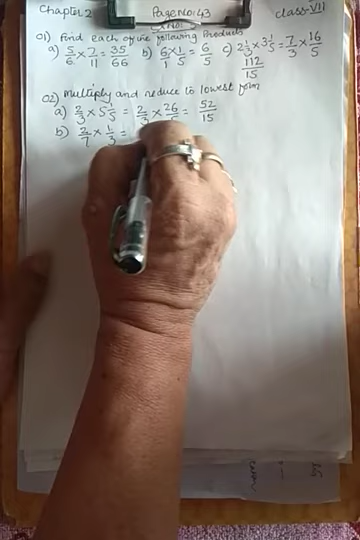 Chapter 2 Page No: 43 class-VII
01) Find each of the following Products
a) 5/6 × 7/11 = 35/66 b) 6/1 × 1/5 = 6/5 c) 2 1/3 × 3 1/5 = 7/3 × 16/5
112/15
02) Multiply and reduce to lowest form
a) 2/3 × 5 1/5 = 2/3 × 26/5 = 52/15
b) 2/7 × 1/3 =